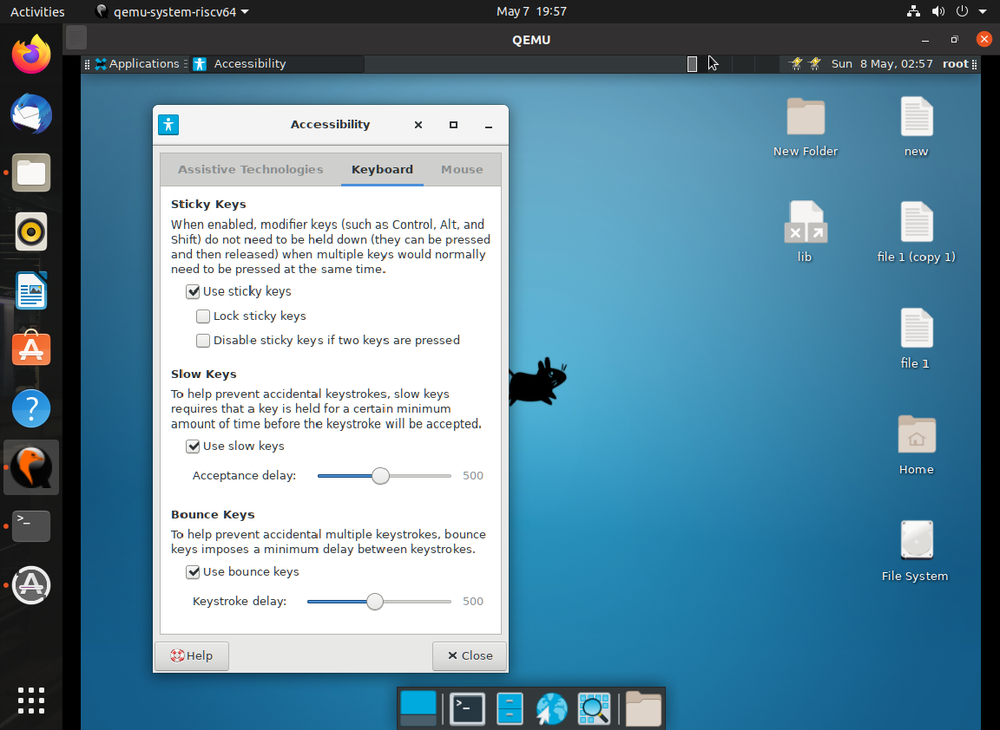 Activities
qemu-system-riscv64
May 7 19:57
QEMU
Applications
Accessibility
Sun 8 May, 02:57
root
Accessibility
Assistive Technologies
Keyboard
Mouse
Sticky Keys
When enabled, modifier keys (such as Control, Alt, and
Shift) do not need to be held down (they can be pressed
and then released) when multiple keys would normally
need to be pressed at the same time.
Use sticky keys
Lock sticky keys
Disable sticky keys if two keys are pressed
Slow Keys
To help prevent accidental keystrokes, slow keys
requires that a key is held for a certain minimum
amount of time before the keystroke will be accepted.
Use slow keys
Acceptance delay:
500
Bounce Keys
To help prevent accidental multiple keystrokes, bounce
keys imposes a minimum delay between keystrokes.
Use bounce keys
Keystroke delay:
500
Help
Close
New Folder
new
lib
file 1 (copy 1)
file 1
Home
File System